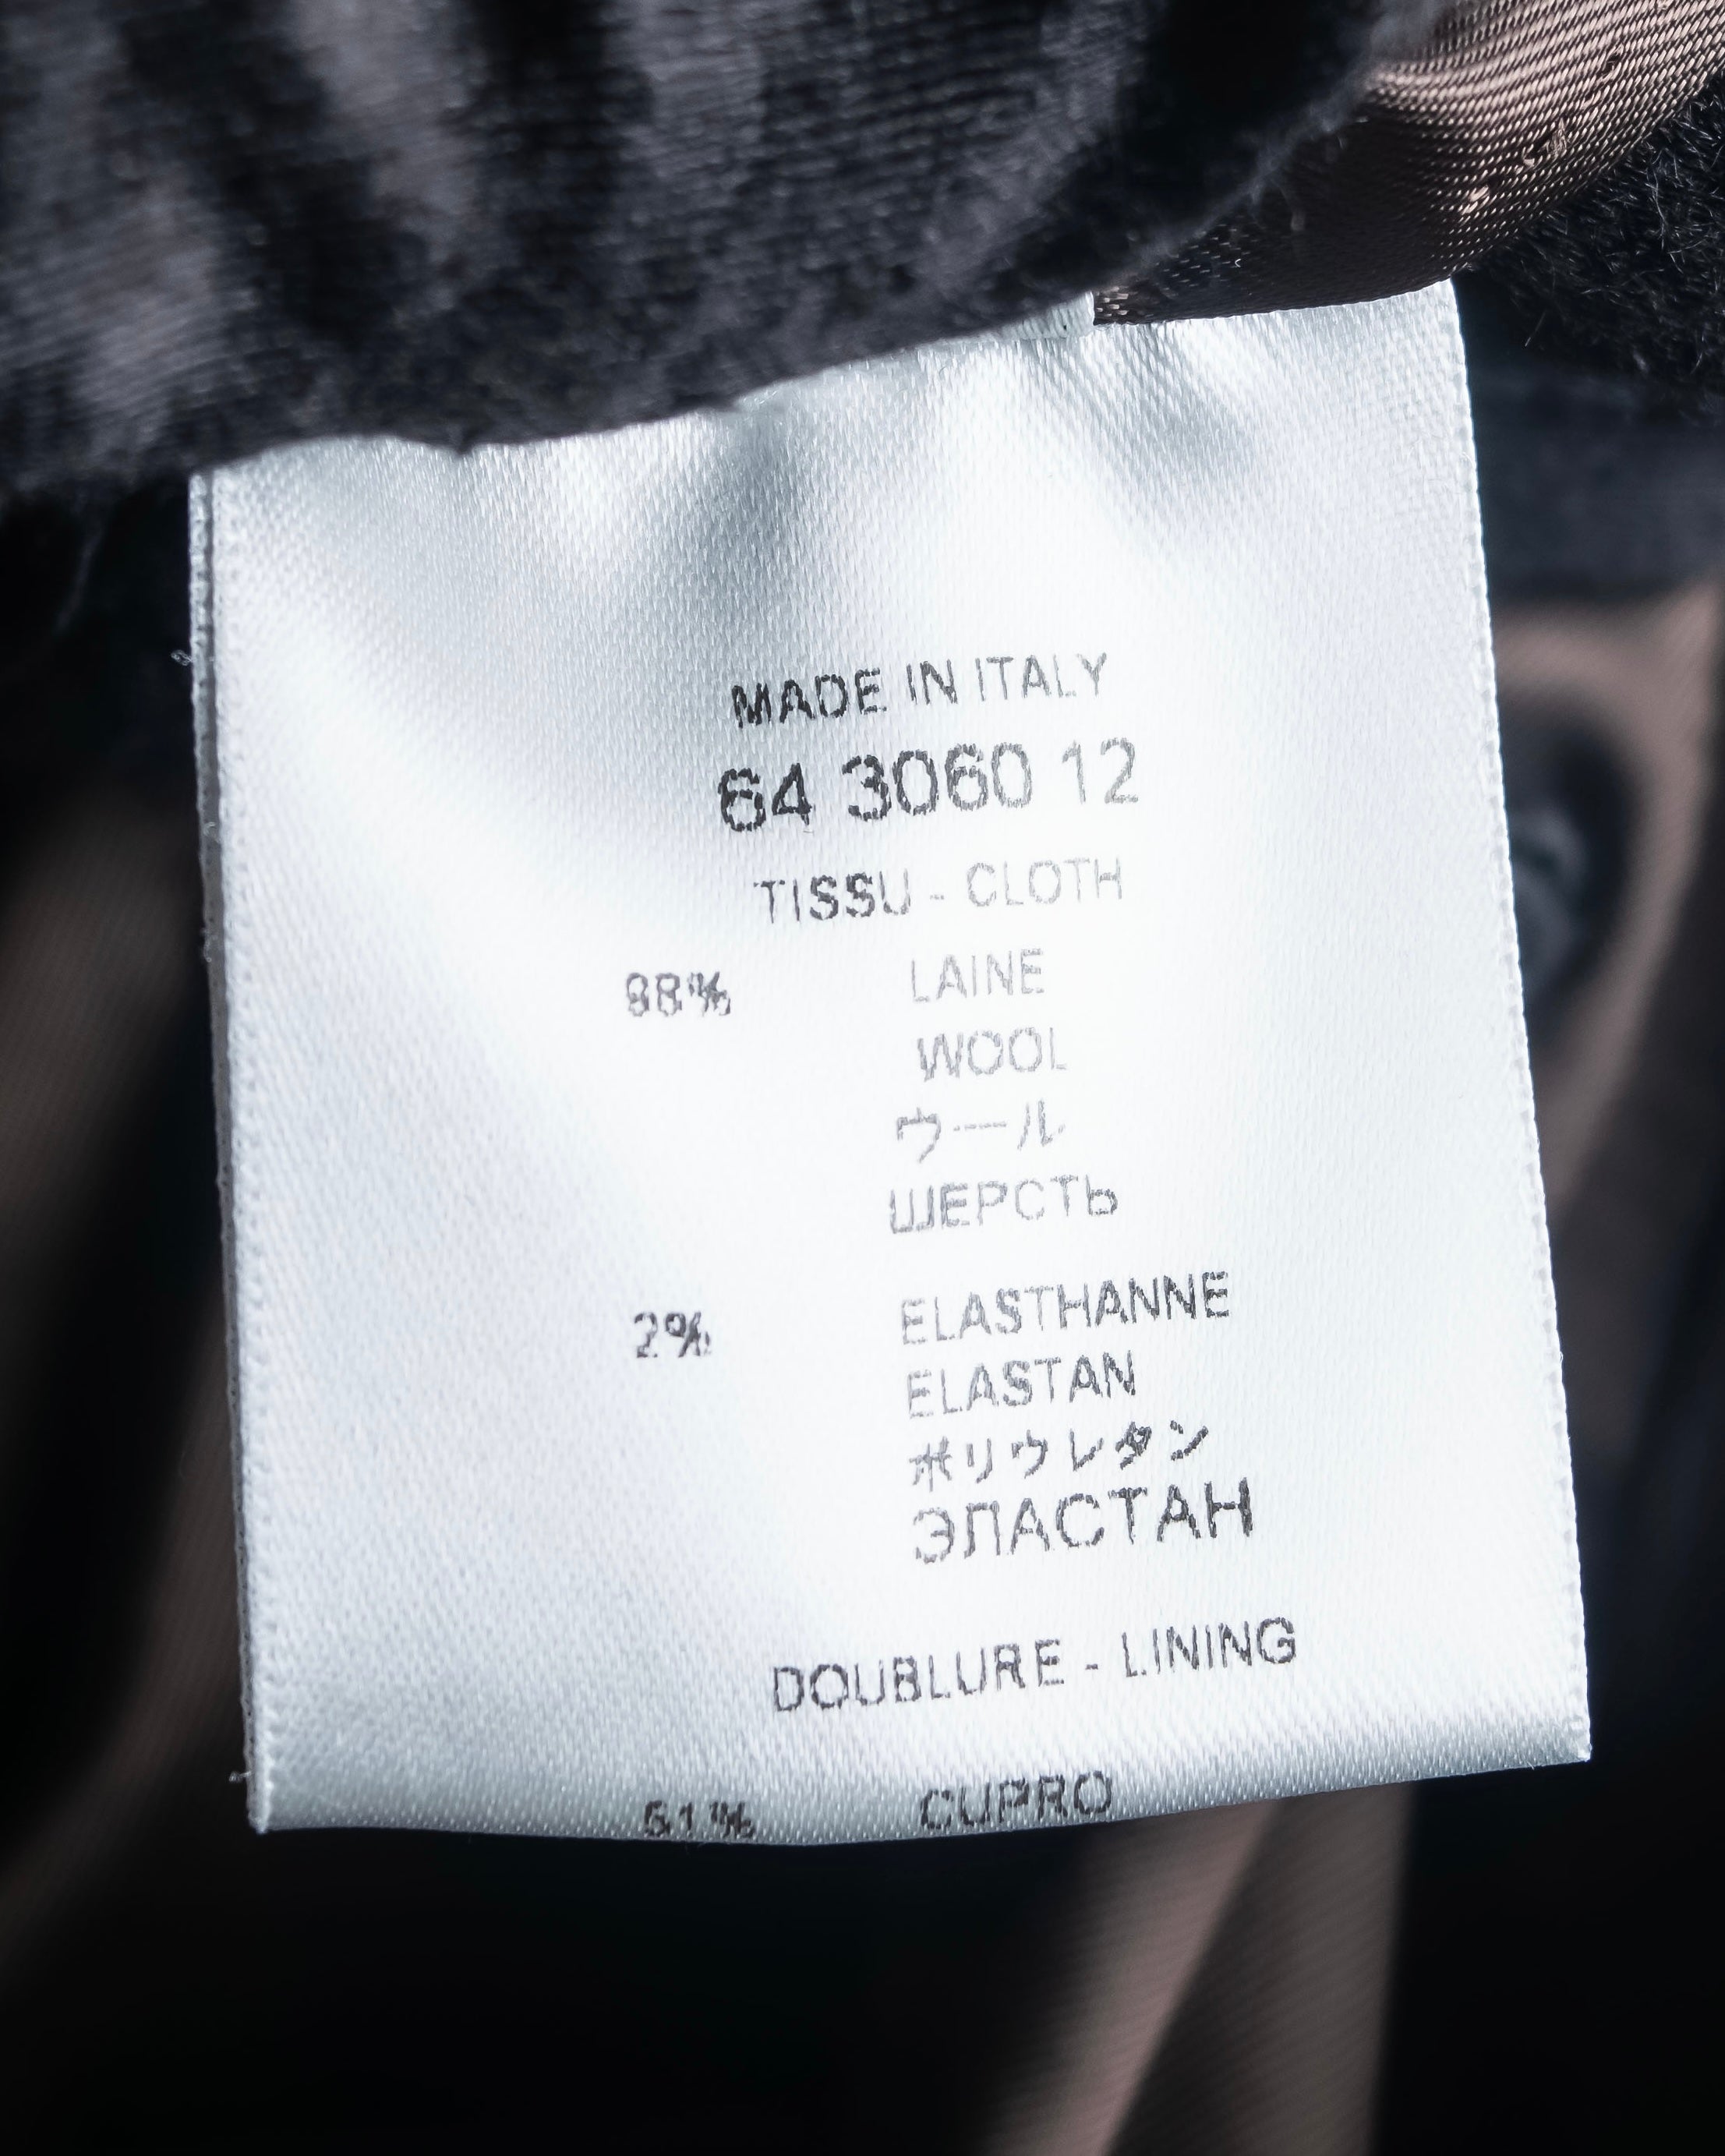 MADE IN ITALY
64 3060 12
TISSU - CLOTH
98% LAINE
WOOL
ウール
ШЕРСТЬ
2% ELASTHANNE
ELASTAN
ポリウレタン
ЭЛАСТАН
DOUBLURE - LINING
51% CUPRO